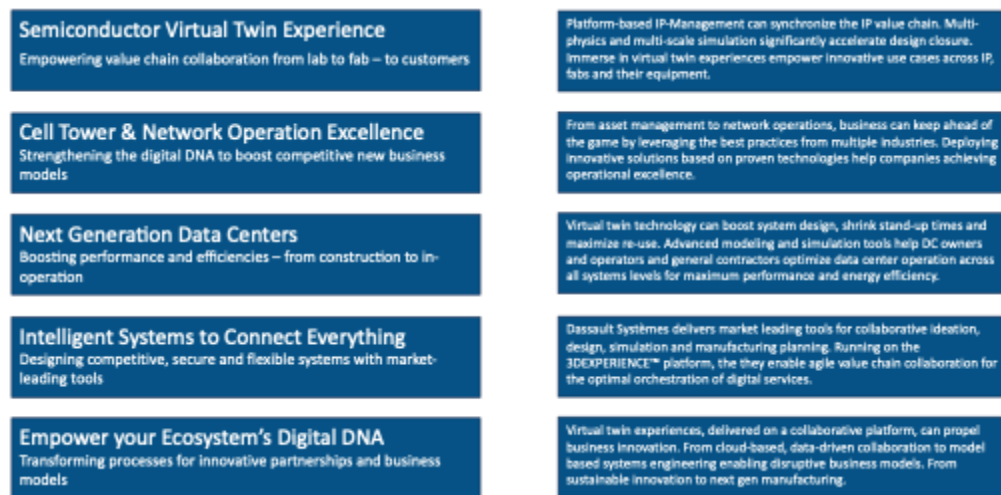 Semiconductor Virtual Twin Experience
Empowering value chain collaboration from lab to fab – to customers
Platform-based IP-Management can synchronize the IP value chain. Multi-
physics and multi-scale simulation significantly accelerate design closure.
Immerse in virtual twin experiences empower innovative use cases across IP,
fabs and their equipment.
Cell Tower & Network Operation Excellence
Strengthening the digital DNA to boost competitive new business
models
From asset management to network operations, business can keep ahead of
the game by leveraging the best practices from multiple industries. Deploying
innovative solutions based on proven technologies help companies achieving
operational excellence.
Next Generation Data Centers
Boosting performance and efficiencies – from construction to in-
operation
Virtual twin technology can boost system design, shrink stand-up times and
maximize re-use. Advanced modeling and simulation tools help DC owners
and operators and general contractors optimize data center operation across
all systems levels for maximum performance and energy efficiency.
Intelligent Systems to Connect Everything
Designing competitive, secure and flexible systems with market-
leading tools
Dassault Systèmes delivers market leading tools for collaborative ideation,
design, simulation and manufacturing planning. Running on the
3DEXPERIENCE™ platform, the they enable agile value chain collaboration for
the optimal orchestration of digital services.
Empower your Ecosystem's Digital DNA
Transforming processes for innovative partnerships and business
models
Virtual twin experiences, delivered on a collaborative platform, can propel
business innovation. From cloud-based, data-driven collaboration to model
based systems engineering enabling disruptive business models. From
sustainable innovation to next gen manufacturing.